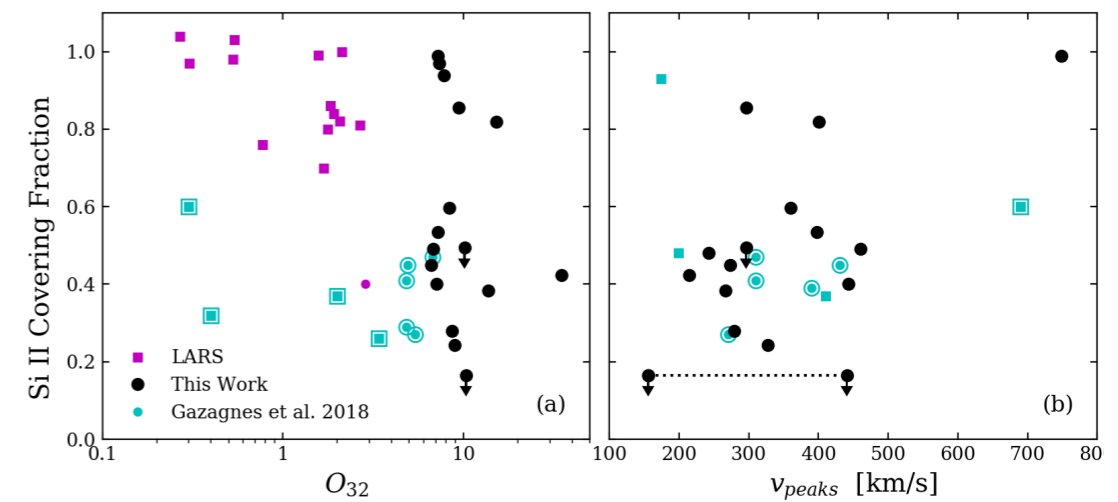 Si II Covering Fraction
1.0
0.8
0.6
0.4
0.2
0.0
LARS
This Work
Gazagnes et al. 2018
(a)
(b)
0.1 1 10 100 200 300 400 500 600 700 80
O32
vpeaks [km/s]